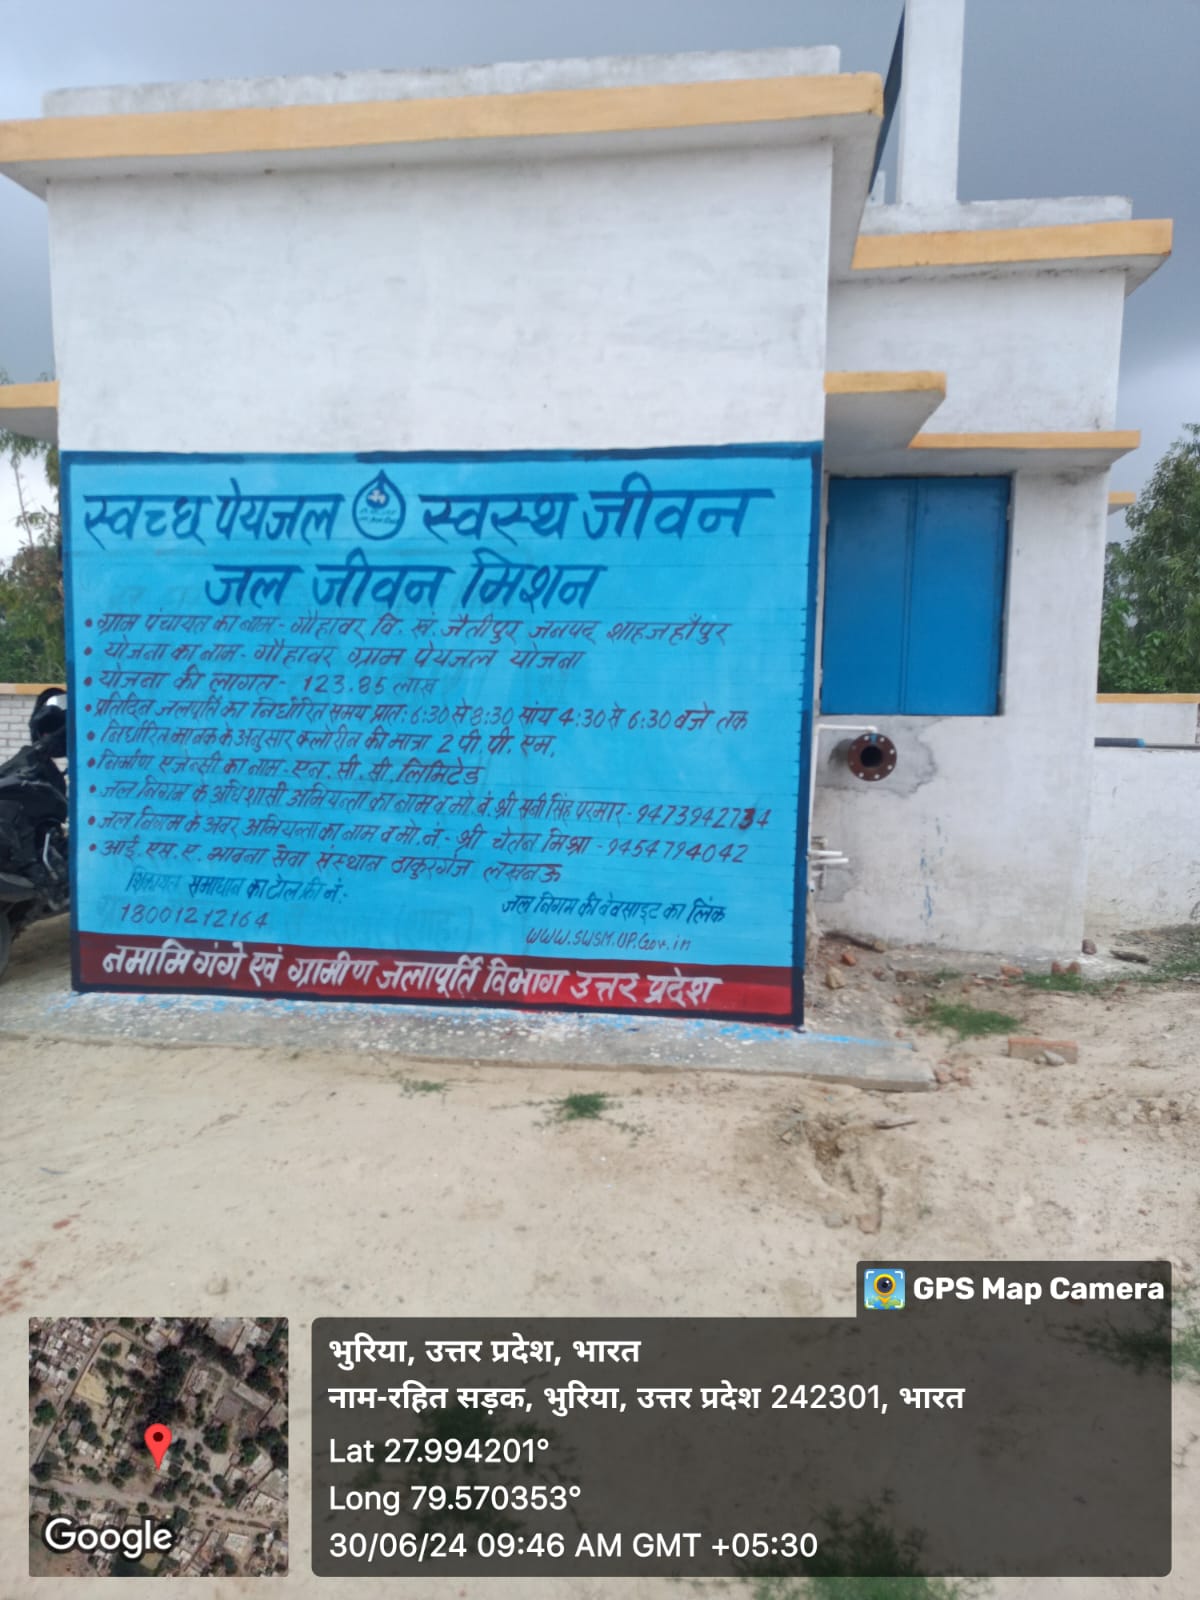 स्वच्छ पेयजल स्वस्थ जीवन
जल जीवन मिशन
• ग्राम पंचायत का नाम - गौहावर वि. खं. जैतीपुर जनपद शाहजहाँपुर
• योजना का नाम - गौहावर ग्राम पेयजल योजना
• योजना की लागत - 123.85 लाख
• प्रतिदिन जलपूर्ति का निर्धारित समय प्रात: 6:30 से 8:30 सांय 4:30 से 6:30 बजे तक
• निर्धारित मानक के अनुसार क्लोरीन की मात्रा 2 पी. पी. एम.
• निर्माण एजेन्सी का नाम - एन. सी. सी. लिमिटेड
• जल निगम के अधिशासी अभियन्ता का नाम व मो. नं. श्री सनी सिंह परमार - 9473942734
• जल निगम के अवर अभियन्ता का नाम व मो. नं - श्री चेतन मिश्रा - 9454794042
• आई. एस. ए. भावना सेवा संस्थान ठाकुरगंज लखनऊ
शिकायत समाधान का टोल फ्री नं. -
18001212164
जल निगम की वेबसाइट का लिंक
WWW.SWSM.UP.Gov.in
नमामि गंगे एवं ग्रामीण जलापूर्ति विभाग उत्तर प्रदेश
GPS Map Camera
भुरिया, उत्तर प्रदेश, भारत
नाम-रहित सड़क, भुरिया, उत्तर प्रदेश 242301, भारत
Lat 27.994201°
Long 79.570353°
30/06/24 09:46 AM GMT +05:30
Google